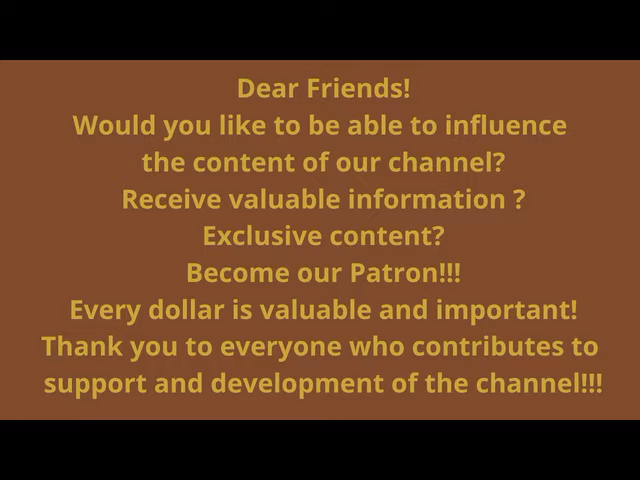 Dear Friends!
Would you like to be able to influence
the content of our channel?
Receive valuable information ?
Exclusive content?
Become our Patron!!!
Every dollar is valuable and important!
Thank you to everyone who contributes to
support and development of the channel!!!